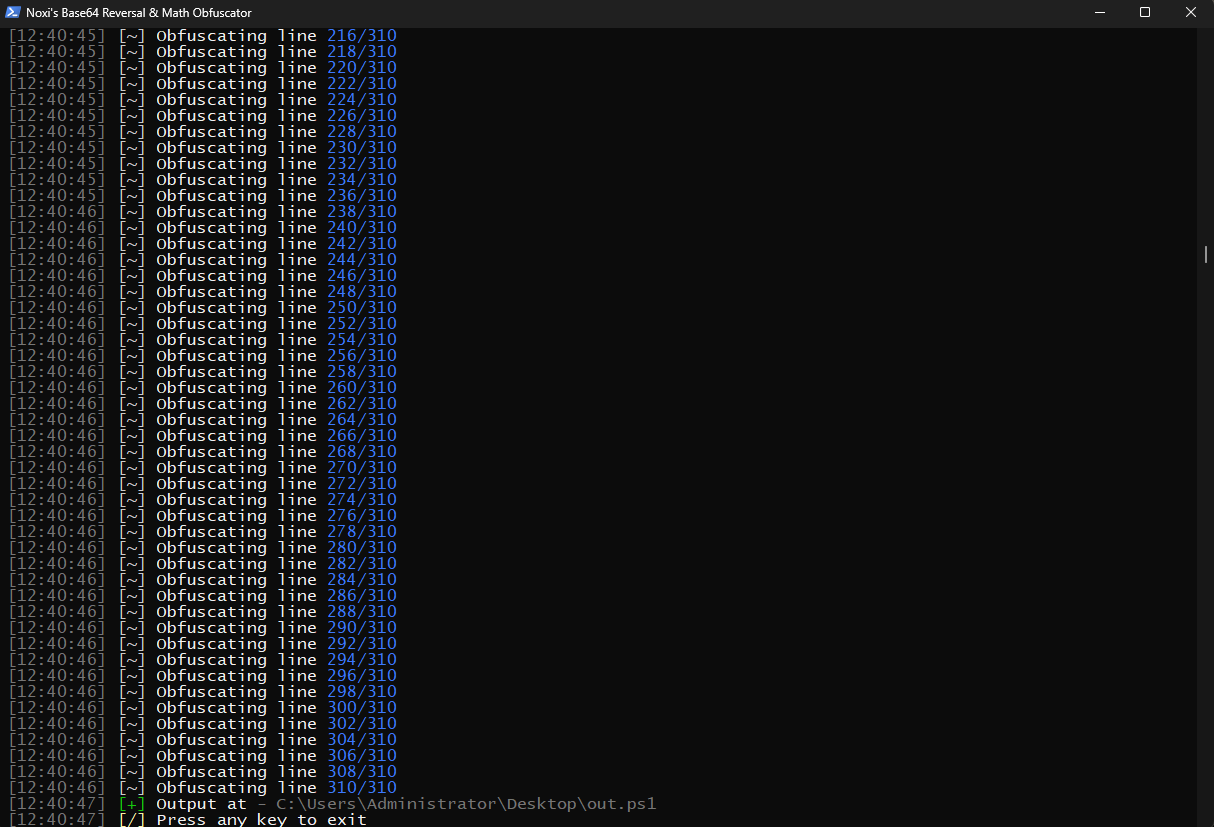 Noxi's Base64 Reversal & Math Obfuscator
[12:40:45] [~] Obfuscating line 216/310
[12:40:45] [~] Obfuscating line 218/310
[12:40:45] [~] Obfuscating line 220/310
[12:40:45] [~] Obfuscating line 222/310
[12:40:45] [~] Obfuscating line 224/310
[12:40:45] [~] Obfuscating line 226/310
[12:40:45] [~] Obfuscating line 228/310
[12:40:45] [~] Obfuscating line 230/310
[12:40:45] [~] Obfuscating line 232/310
[12:40:45] [~] Obfuscating line 234/310
[12:40:45] [~] Obfuscating line 236/310
[12:40:46] [~] Obfuscating line 238/310
[12:40:46] [~] Obfuscating line 240/310
[12:40:46] [~] Obfuscating line 242/310
[12:40:46] [~] Obfuscating line 244/310
[12:40:46] [~] Obfuscating line 246/310
[12:40:46] [~] Obfuscating line 248/310
[12:40:46] [~] Obfuscating line 250/310
[12:40:46] [~] Obfuscating line 252/310
[12:40:46] [~] Obfuscating line 254/310
[12:40:46] [~] Obfuscating line 256/310
[12:40:46] [~] Obfuscating line 258/310
[12:40:46] [~] Obfuscating line 260/310
[12:40:46] [~] Obfuscating line 262/310
[12:40:46] [~] Obfuscating line 264/310
[12:40:46] [~] Obfuscating line 266/310
[12:40:46] [~] Obfuscating line 268/310
[12:40:46] [~] Obfuscating line 270/310
[12:40:46] [~] Obfuscating line 272/310
[12:40:46] [~] Obfuscating line 274/310
[12:40:46] [~] Obfuscating line 276/310
[12:40:46] [~] Obfuscating line 278/310
[12:40:46] [~] Obfuscating line 280/310
[12:40:46] [~] Obfuscating line 282/310
[12:40:46] [~] Obfuscating line 284/310
[12:40:46] [~] Obfuscating line 286/310
[12:40:46] [~] Obfuscating line 288/310
[12:40:46] [~] Obfuscating line 290/310
[12:40:46] [~] Obfuscating line 292/310
[12:40:46] [~] Obfuscating line 294/310
[12:40:46] [~] Obfuscating line 296/310
[12:40:46] [~] Obfuscating line 298/310
[12:40:46] [~] Obfuscating line 300/310
[12:40:46] [~] Obfuscating line 302/310
[12:40:46] [~] Obfuscating line 304/310
[12:40:46] [~] Obfuscating line 306/310
[12:40:46] [~] Obfuscating line 308/310
[12:40:46] [~] Obfuscating line 310/310
[12:40:47] [+] Output at - C:\Users\Administrator\Desktop\out.ps1
[12:40:47] [/] Press any key to exit